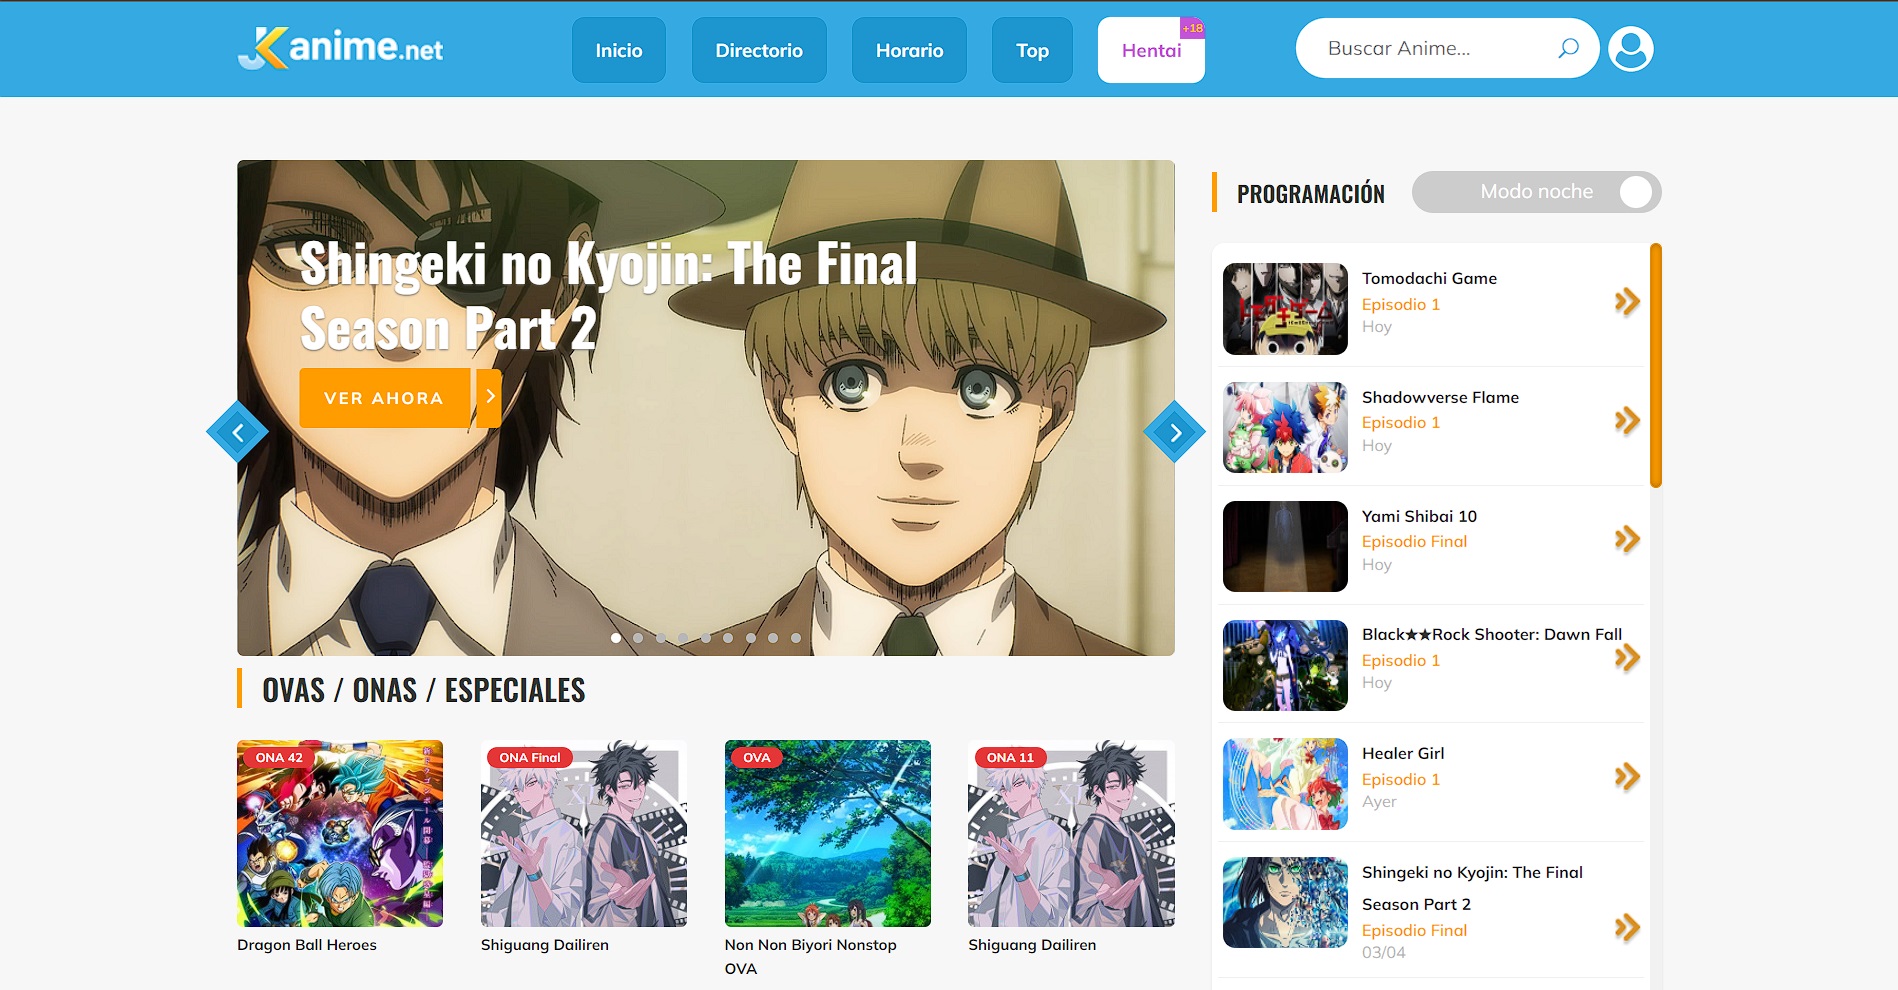 JKanime.net
Inicio
Directorio
Horario
Top
Hentai
+18
Buscar Anime...
Shingeki no Kyojin: The Final
Season Part 2
VER AHORA
PROGRAMACIÓN
Modo noche
Tomodachi Game
Episodio 1
Hoy
Shadowverse Flame
Episodio 1
Hoy
Yami Shibai 10
Episodio Final
Hoy
Black★★Rock Shooter: Dawn Fall
Episodio 1
Hoy
Healer Girl
Episodio 1
Ayer
Shingeki no Kyojin: The Final
Season Part 2
Episodio Final
03/04
OVAS / ONAS / ESPECIALES
ONA 42
Dragon Ball Heroes
ONA Final
Shiguang Dailiren
OVA
Non Non Biyori Nonstop
OVA
ONA 11
Shiguang Dailiren